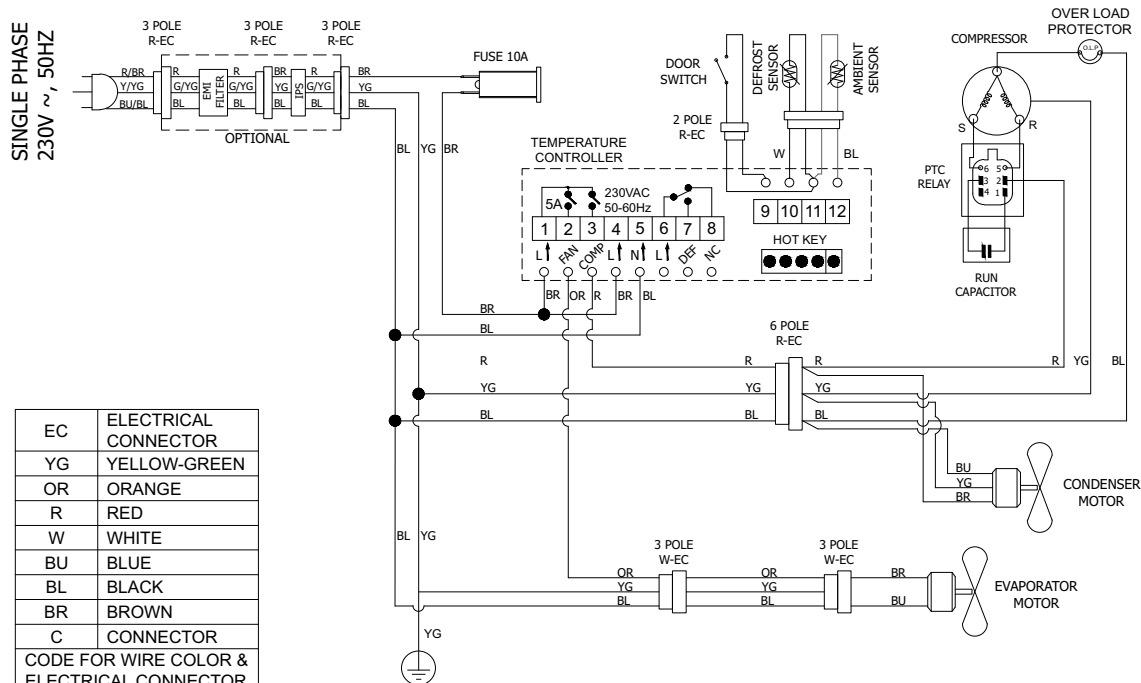 SINGLE PHASE
230V ~, 50HZ
3 POLE
R-EC
3 POLE
R-EC
3 POLE
R-EC
R/BR
Y/YG
BU/BL
R
G/YG
BL
EMI
FILTER
R
G/YG
BL
BR
YG
BL
IPS
R
G/YG
BL
BR
YG
BL
OPTIONAL
FUSE 10A
BL
YG
BR
DOOR
SWITCH
DEFROST
SENSOR
AMBIENT
SENSOR
2 POLE
R-EC
W
BL
TEMPERATURE
CONTROLLER
5A
230VAC
50-60Hz
1 2 3 4 5 6 7 8
L FAN COMP L N L DEF NC
9 10 11 12
HOT KEY
BR OR R BR BL
BR
BL
R
YG
BL
COMPRESSOR
OVER LOAD
PROTECTOR
O.L.P
S
R
PTC
RELAY
6 5
3 2
4 1
RUN
CAPACITOR
6 POLE
R-EC
R
YG
BL
R
YG
BL
R
YG
BL
BU
YG
BR
CONDENSER
MOTOR
BL
YG
3 POLE
W-EC
3 POLE
W-EC
OR
YG
BL
OR
YG
BL
BR
BU
EVAPORATOR
MOTOR
YG
EC ELECTRICAL
CONNECTOR
YG YELLOW-GREEN
OR ORANGE
R RED
W WHITE
BU BLUE
BL BLACK
BR BROWN
C CONNECTOR
CODE FOR WIRE COLOR &
ELECTRICAL CONNECTOR